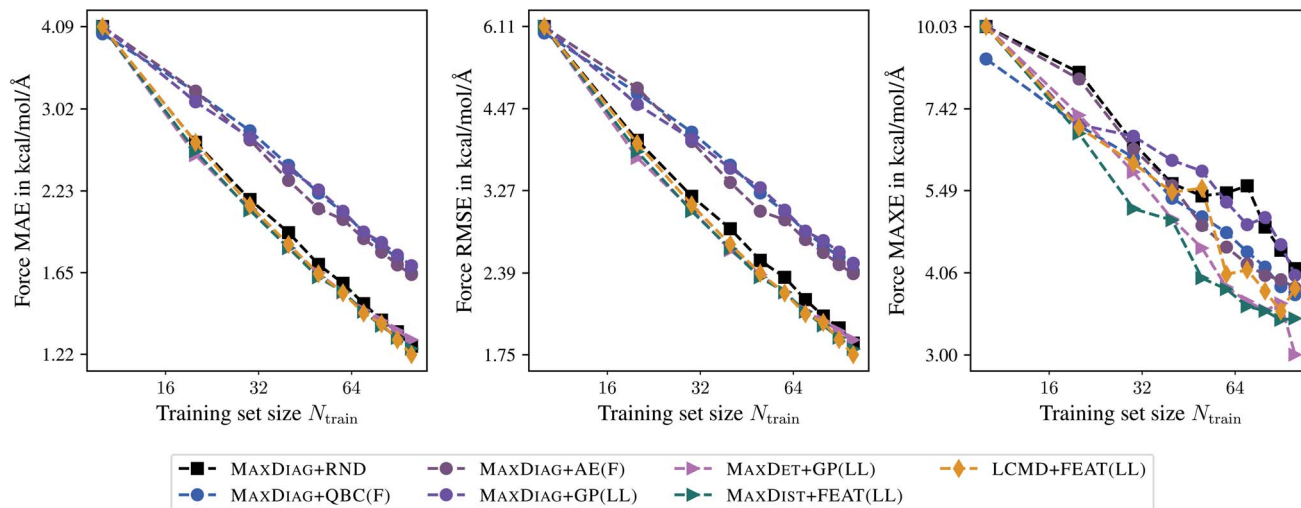 Force MAE in kcal/mol/Å
4.09
3.02
2.23
1.65
1.22
16
32
64
Training set size N_train
Force RMSE in kcal/mol/Å
6.11
4.47
3.27
2.39
1.75
16
32
64
Training set size N_train
Force MAXE in kcal/mol/Å
10.03
7.42
5.49
4.06
3.00
16
32
64
Training set size N_train
MAXDIAG+RND
MAXDIAG+QBC(F)
MAXDIAG+AE(F)
MAXDIAG+GP(LL)
MAXDET+GP(LL)
MAXDIST+FEAT(LL)
LCMD+FEAT(LL)